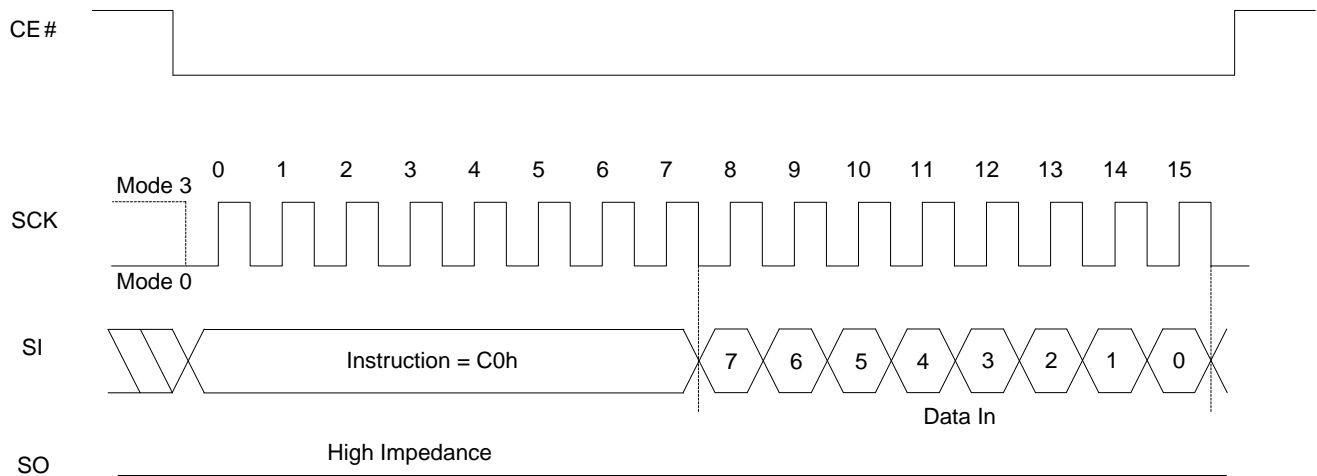 CE#
0 1 2 3 4 5 6 7 8 9 10 11 12 13 14 15
Mode 3
SCK
Mode 0
SI
Instruction = C0h
7 6 5 4 3 2 1 0
Data In
High Impedance
SO